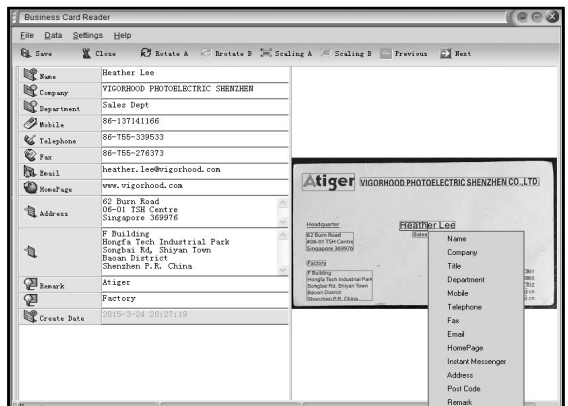 Business Card Reader
File Data Settings Help
Save Close Rotate A Rrotate B Scaling A Scaling B Previous Next
Name Heather Lee
Company VIGORHOOD PHOTOELECTRIC SHENZHEN
Department Sales Dept
Mobile 86-137141166
Telephone 86-755-339533
Fax 86-755-276373
Email heather.lee@vigorhood.com
HomePage www.vigorhood.com
Address 62 Burn Road
06-01 TSH Centre
Singapore 369976
F Building
Hongfa Tech Industrial Park
Songbai Rd, Shiyan Town
Baoan District
Shenzhen P.R. China
Remark Atiger
Factory
Create Date 2015-3-24 20:27:19
Atiger VIGORHOOD PHOTOELECTRIC SHENZHEN CO.,LTD
Headquarter
62 Burn Road
#06-01 TSH Centre
Singapore 369976
Factory
F Building
Hongfa Tech Industrial Park
Songbai Rd, Shiyan Town
Baoan District
Shenzhen P.R. China
Heather Lee
Sales
Name
Company
Title
Department
Mobile
Telephone
Fax
Email
HomePage
Instant Messenger
Address
Post Code
Remark